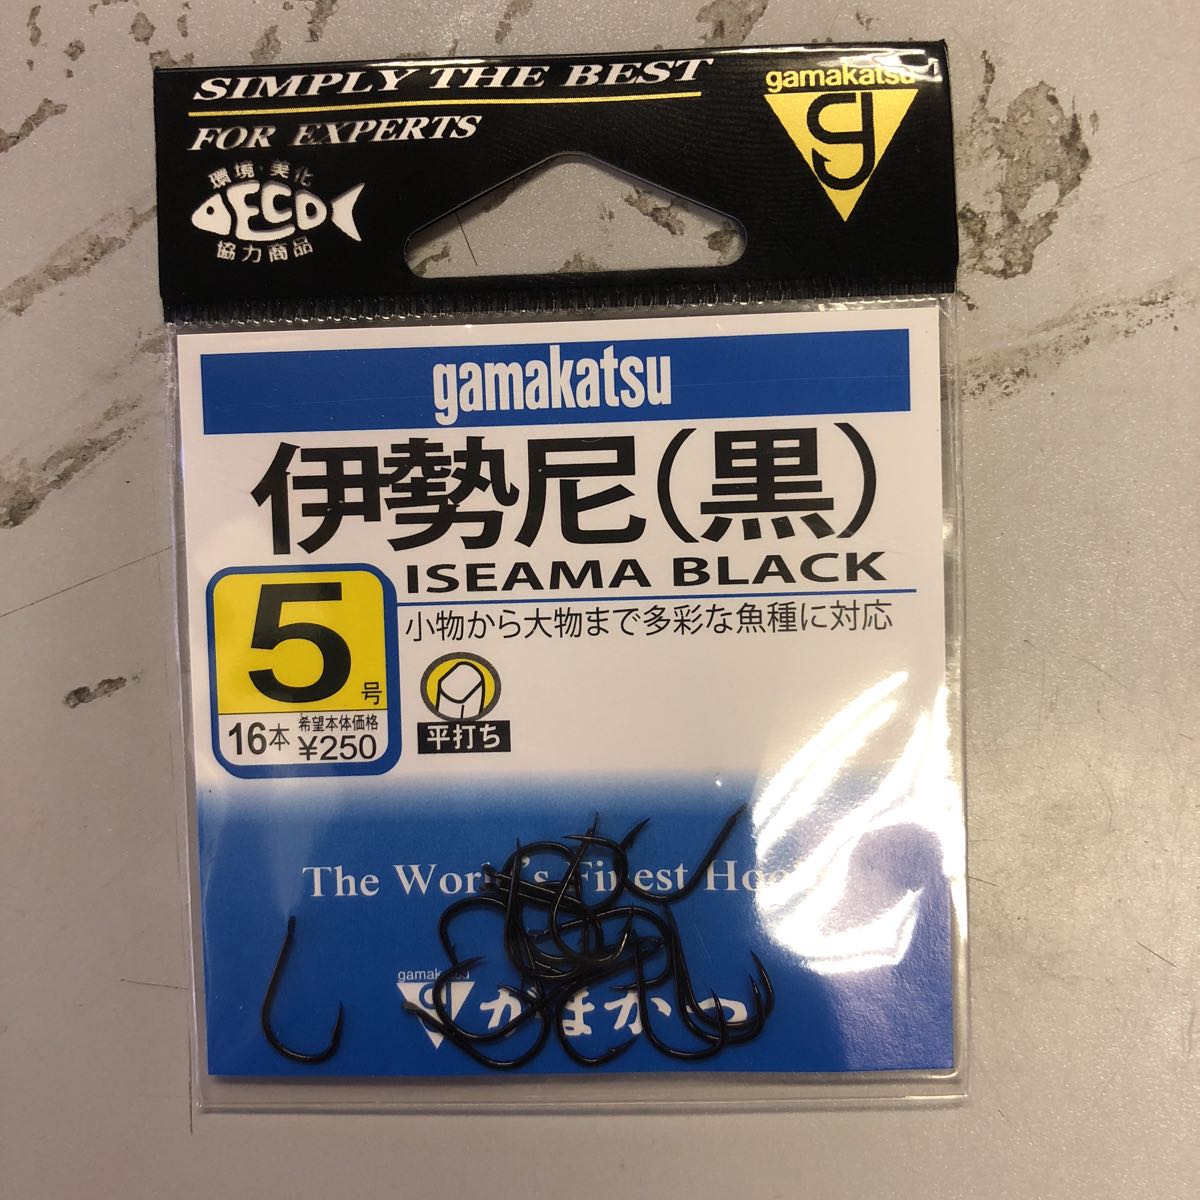 SIMPLY THE BEST
gamakatsu
FOR EXPERTS
環境・美化
ECO
協力商品
gamakatsu
伊勢尼(黒)
ISEAMA BLACK
小物から大物まで多彩な魚種に対応
5号
16本 希望本体価格
¥250
平打ち
The World's Finest
gamakatsu
がまかつ